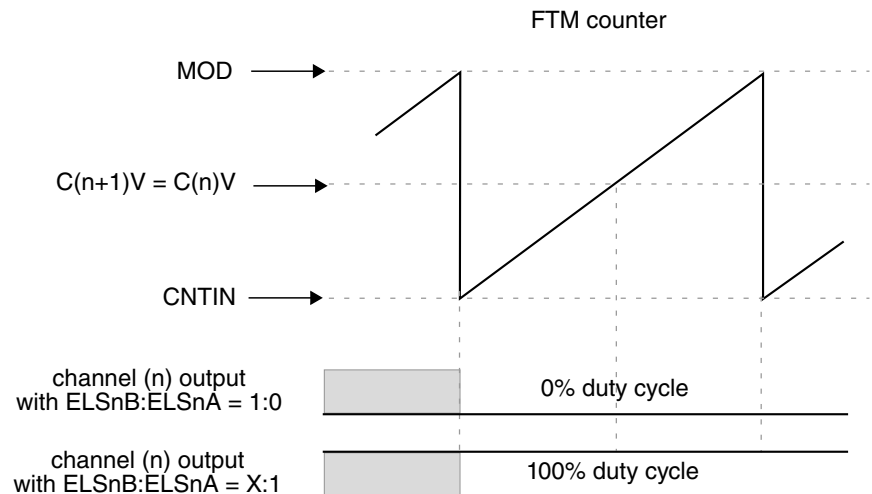 FTM counter
MOD
C(n+1)V = C(n)V
CNTIN
channel (n) output
with ELSnB:ELSnA = 1:0
0% duty cycle
channel (n) output
with ELSnB:ELSnA = X:1
100% duty cycle